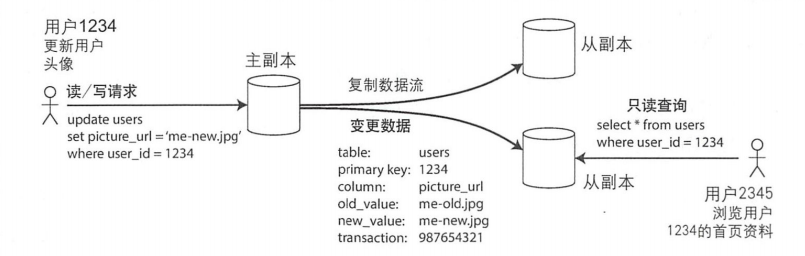 用户1234
更新用户
头像
读/写请求
update users
set picture_url = 'me-new.jpg'
where user_id = 1234
主副本
复制数据流
变更数据
table: users
primary key: 1234
column: picture_url
old_value: me-old.jpg
new_value: me-new.jpg
transaction: 987654321
从副本
从副本
只读查询
select * from users
where user_id = 1234
用户2345
浏览用户
1234的首页资料